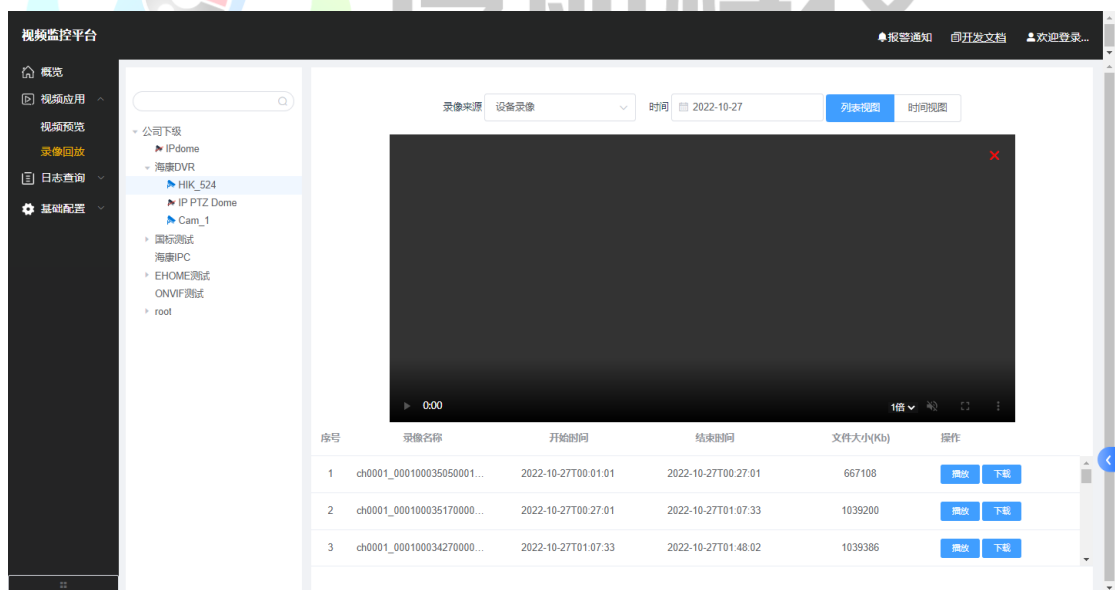 视频监控平台
报警通知 开发文档 欢迎登录...
概览
视频应用
视频预览
录像回放
日志查询
基础配置
公司下级
IPdome
海康DVR
HIK_524
IP PTZ Dome
Cam_1
国标测试
海康IPC
EHOME测试
ONVIF测试
root
录像来源 设备录像 时间 2022-10-27 列表视图 时间视图
0:00 1倍
序号 录像名称 开始时间 结束时间 文件大小(Kb) 操作
1 ch0001_000100035050001... 2022-10-27T00:01:01 2022-10-27T00:27:01 667108 播放 下载
2 ch0001_000100035170000... 2022-10-27T00:27:01 2022-10-27T01:07:33 1039200 播放 下载
3 ch0001_000100034270000... 2022-10-27T01:07:33 2022-10-27T01:48:02 1039386 播放 下载